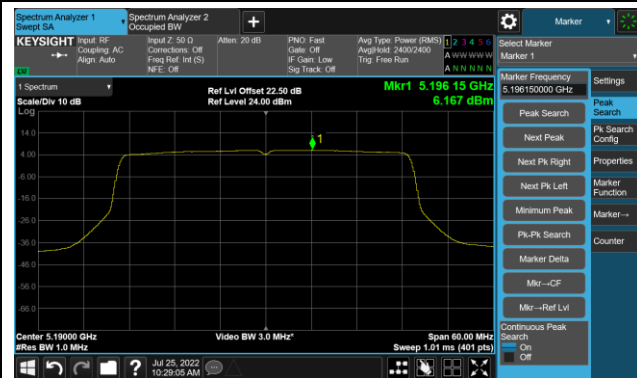 Spectrum Analyzer 1
Swept SA
Spectrum Analyzer 2
Occupied BW
Marker
KEYSIGHT
Input: RF
Coupling: AC
Align: Auto
Input Z: 50 Ω
Corrections: Off
Freq Ref: Int (S)
NFE: Off
Atten: 20 dB
PNO: Fast
Gate: Off
IF Gain: Low
Sig Track: Off
Avg Type: Power (RMS)
Avg|Hold: 2400/2400
Trig: Free Run
1 2 3 4 5 6
A W W W W W
A N N N N N
Select Marker
Marker 1
LXI
1 Spectrum
Scale/Div 10 dB
Log
Ref Lvl Offset 22.50 dB
Ref Level 24.00 dBm
Mkr1 5.196 15 GHz
6.167 dBm
Marker Frequency
5.196150000 GHz
Settings
Peak Search
Next Peak
Next Pk Right
Next Pk Left
Minimum Peak
Pk-Pk Search
Marker Delta
Mkr→CF
Mkr→Ref Lvl
Continuous Peak
Search
On
Off
Peak
Search
Pk Search
Config
Properties
Marker
Function
Marker→
Counter
1
14.0
4.00
-6.00
-16.0
-26.0
-36.0
-46.0
-56.0
-66.0
Center 5.19000 GHz
#Res BW 1.0 MHz
Video BW 3.0 MHz*
Span 60.00 MHz
Sweep 1.01 ms (401 pts)
?
Jul 25, 2022
10:29:05 AM